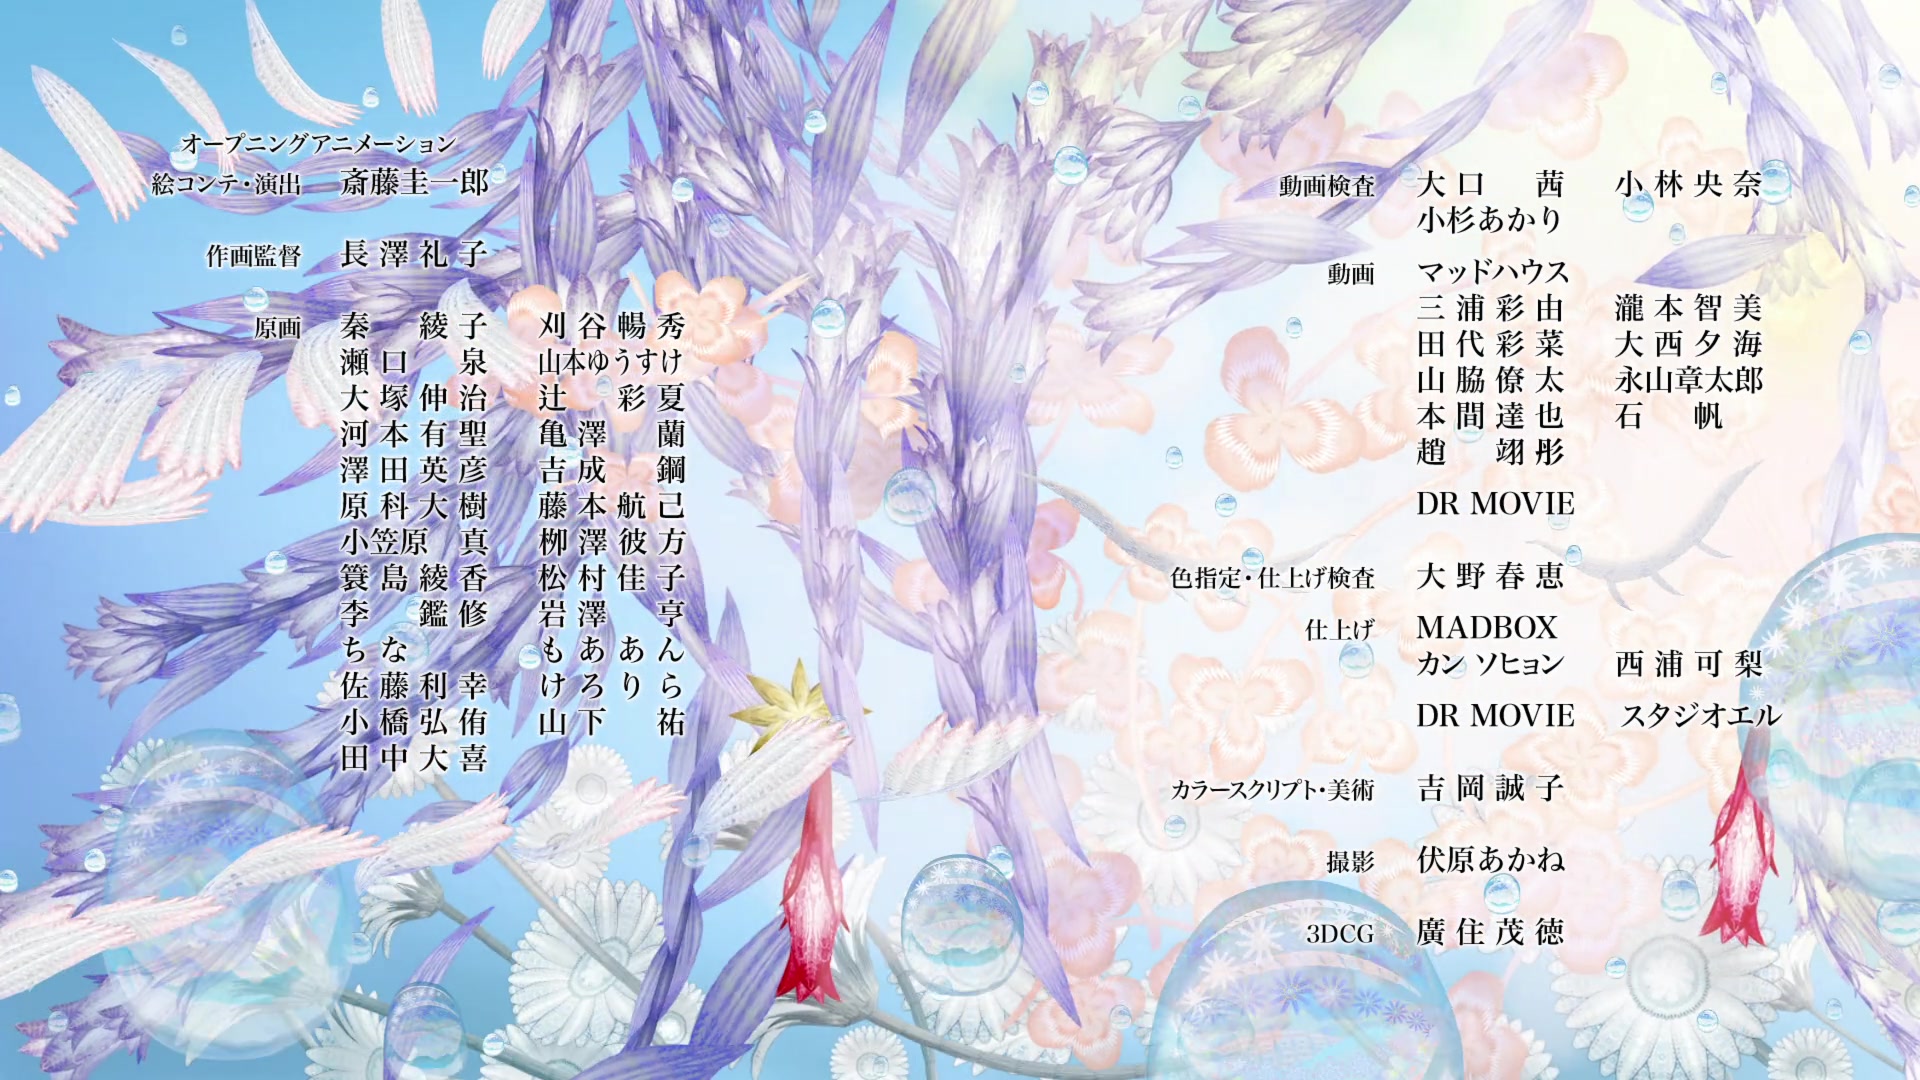 オープニングアニメーション
絵コンテ・演出 斎藤圭一郎
作画監督 長澤礼子
原画 秦 綾子 刈谷暢秀
瀬口 泉 山本ゆうすけ
大塚伸治 辻 彩夏
河本有聖 亀澤 蘭
澤田英彦 吉成 鋼
原科大樹 藤本航己
小笠原 真 栁澤彼方
簑島綾香 松村佳子
李 鑑修 岩澤 亨
ちな もああん
佐藤利幸 けろりら
小橋弘侑 山下 祐
田中大喜
動画検査 大口 茜 小林央奈
小杉あかり
動画 マッドハウス
三浦彩由 瀧本智美
田代彩菜 大西夕海
山脇僚太 永山章太郎
本間達也 石 帆
趙 翊彤
DR MOVIE
色指定・仕上げ検査 大野春恵
仕上げ MADBOX
カン ソヒョン 西浦可梨
DR MOVIE スタジオエル
カラースクリプト・美術 吉岡誠子
撮影 伏原あかね
3DCG 廣住茂徳